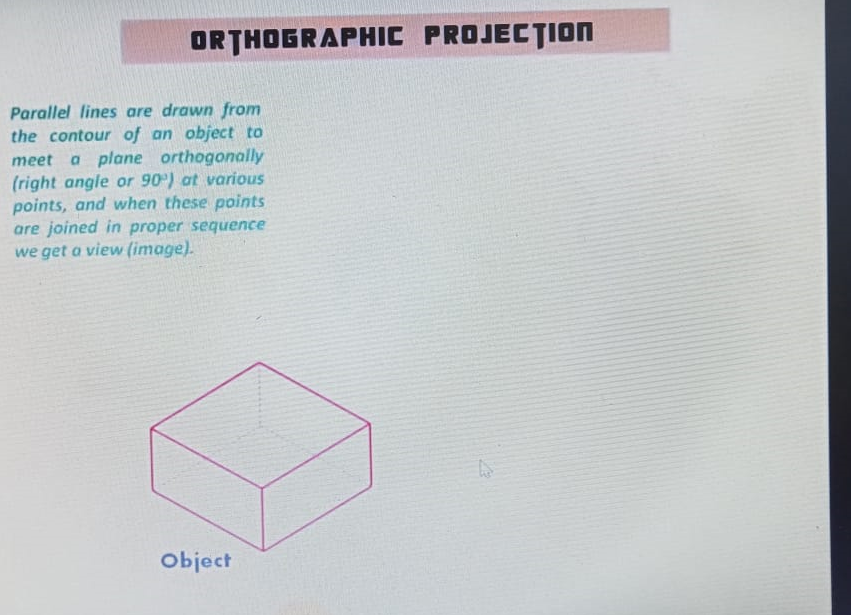 ORTHOGRAPHIC PROJECTION
Parallel lines are drawn from
the contour of an object to
meet a plane orthogonally
(right angle or 90°) at various
points, and when these points
are joined in proper sequence
we get a view (image).
Object